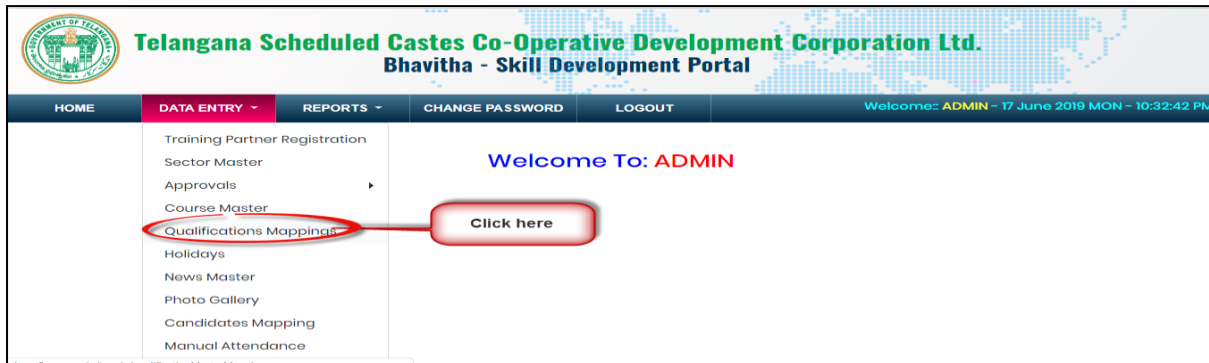 Telangana Scheduled Castes Co-Operative Development Corporation Ltd.
Bhavitha - Skill Development Portal
HOME DATA ENTRY REPORTS CHANGE PASSWORD LOGOUT Welcome:: ADMIN - 17 June 2019 MON - 10:32:42 PM
Training Partner Registration
Welcome To: ADMIN
Sector Master
Approvals
Course Master
Click here
Qualifications Mappings
Holidays
News Master
Photo Gallery
Candidates Mapping
Manual Attendance